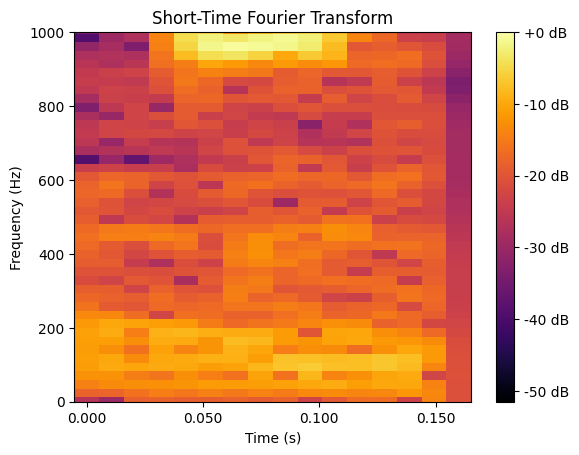 Short-Time Fourier Transform
1000
800
600
400
200
0
Frequency (Hz)
0.000
0.050
0.100
0.150
Time (s)
+0 dB
-10 dB
-20 dB
-30 dB
-40 dB
-50 dB